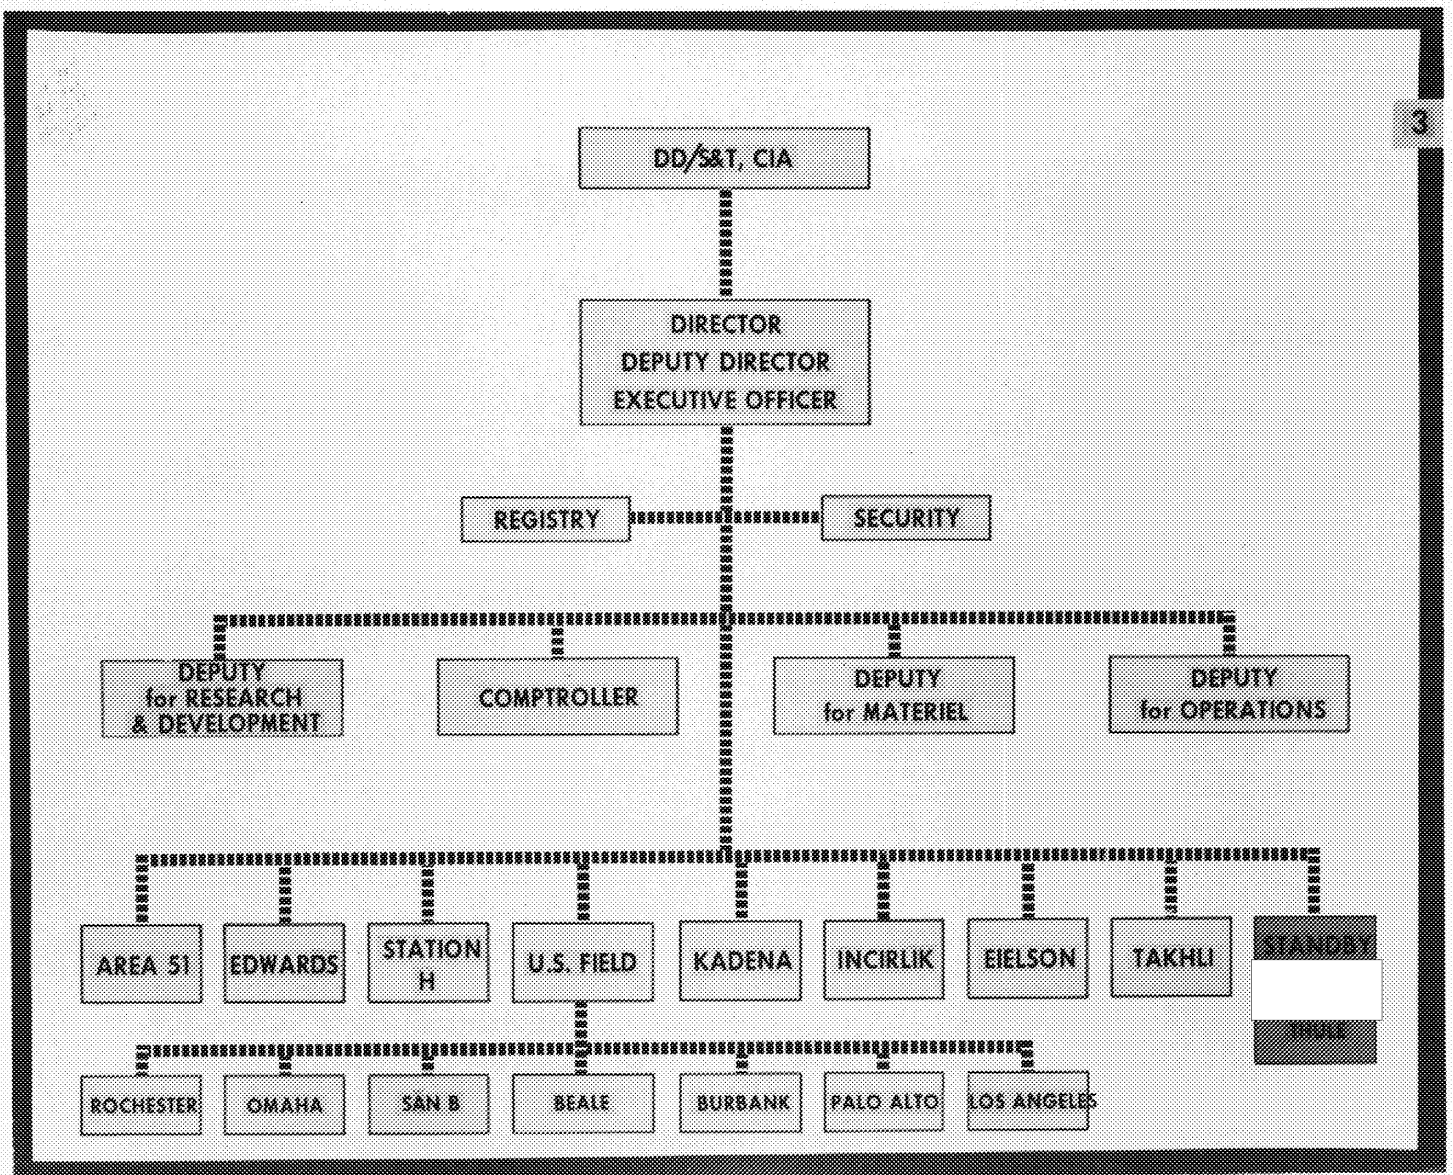 3
DD/S&T, CIA
DIRECTOR
DEPUTY DIRECTOR
EXECUTIVE OFFICER
REGISTRY
SECURITY
DEPUTY
for RESEARCH
& DEVELOPMENT
COMPTROLLER
DEPUTY
for MATERIEL
DEPUTY
for OPERATIONS
AREA 51
EDWARDS
STATION
H
U.S. FIELD
KADENA
INCIRLIK
EIELSON
TAKHLI
STANDBY
THULE
ROCHESTER
OMAHA
SAN B
BEALE
BURBANK
PALO ALTO
LOS ANGELES